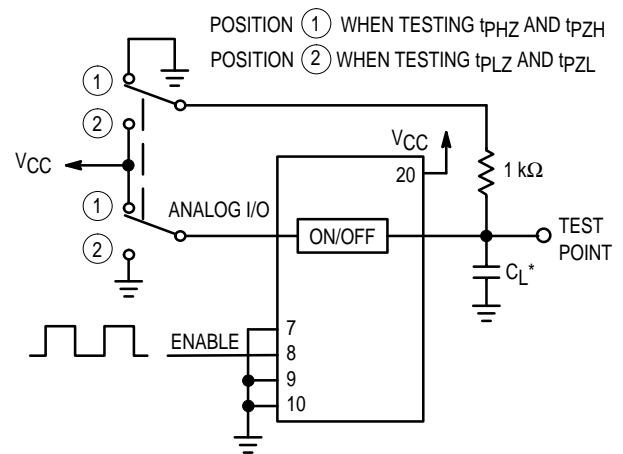 POSITION 1 WHEN TESTING tPHZ AND tPZH
POSITION 2 WHEN TESTING tPLZ AND tPZL
1
2
VCC
VCC
20
1 kΩ
1
ANALOG I/O
ON/OFF
TEST
POINT
2
CL*
ENABLE
7
8
9
10